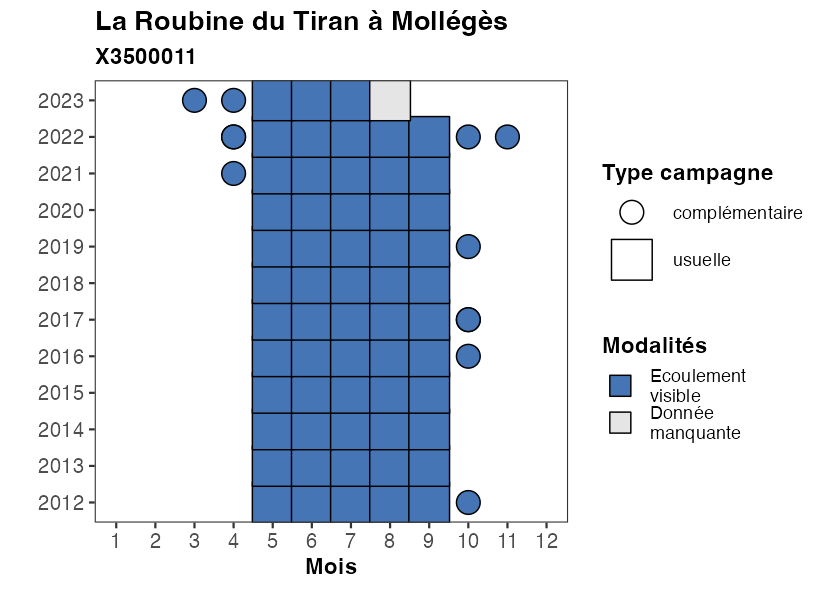 La Roubine du Tiran à Mollégès
X3500011
2023
2022
2021
2020
2019
2018
2017
2016
2015
2014
2013
2012
1 2 3 4 5 6 7 8 9 10 11 12
Mois
Type campagne
complémentaire
usuelle
Modalités
Ecoulement
visible
Donnée
manquante